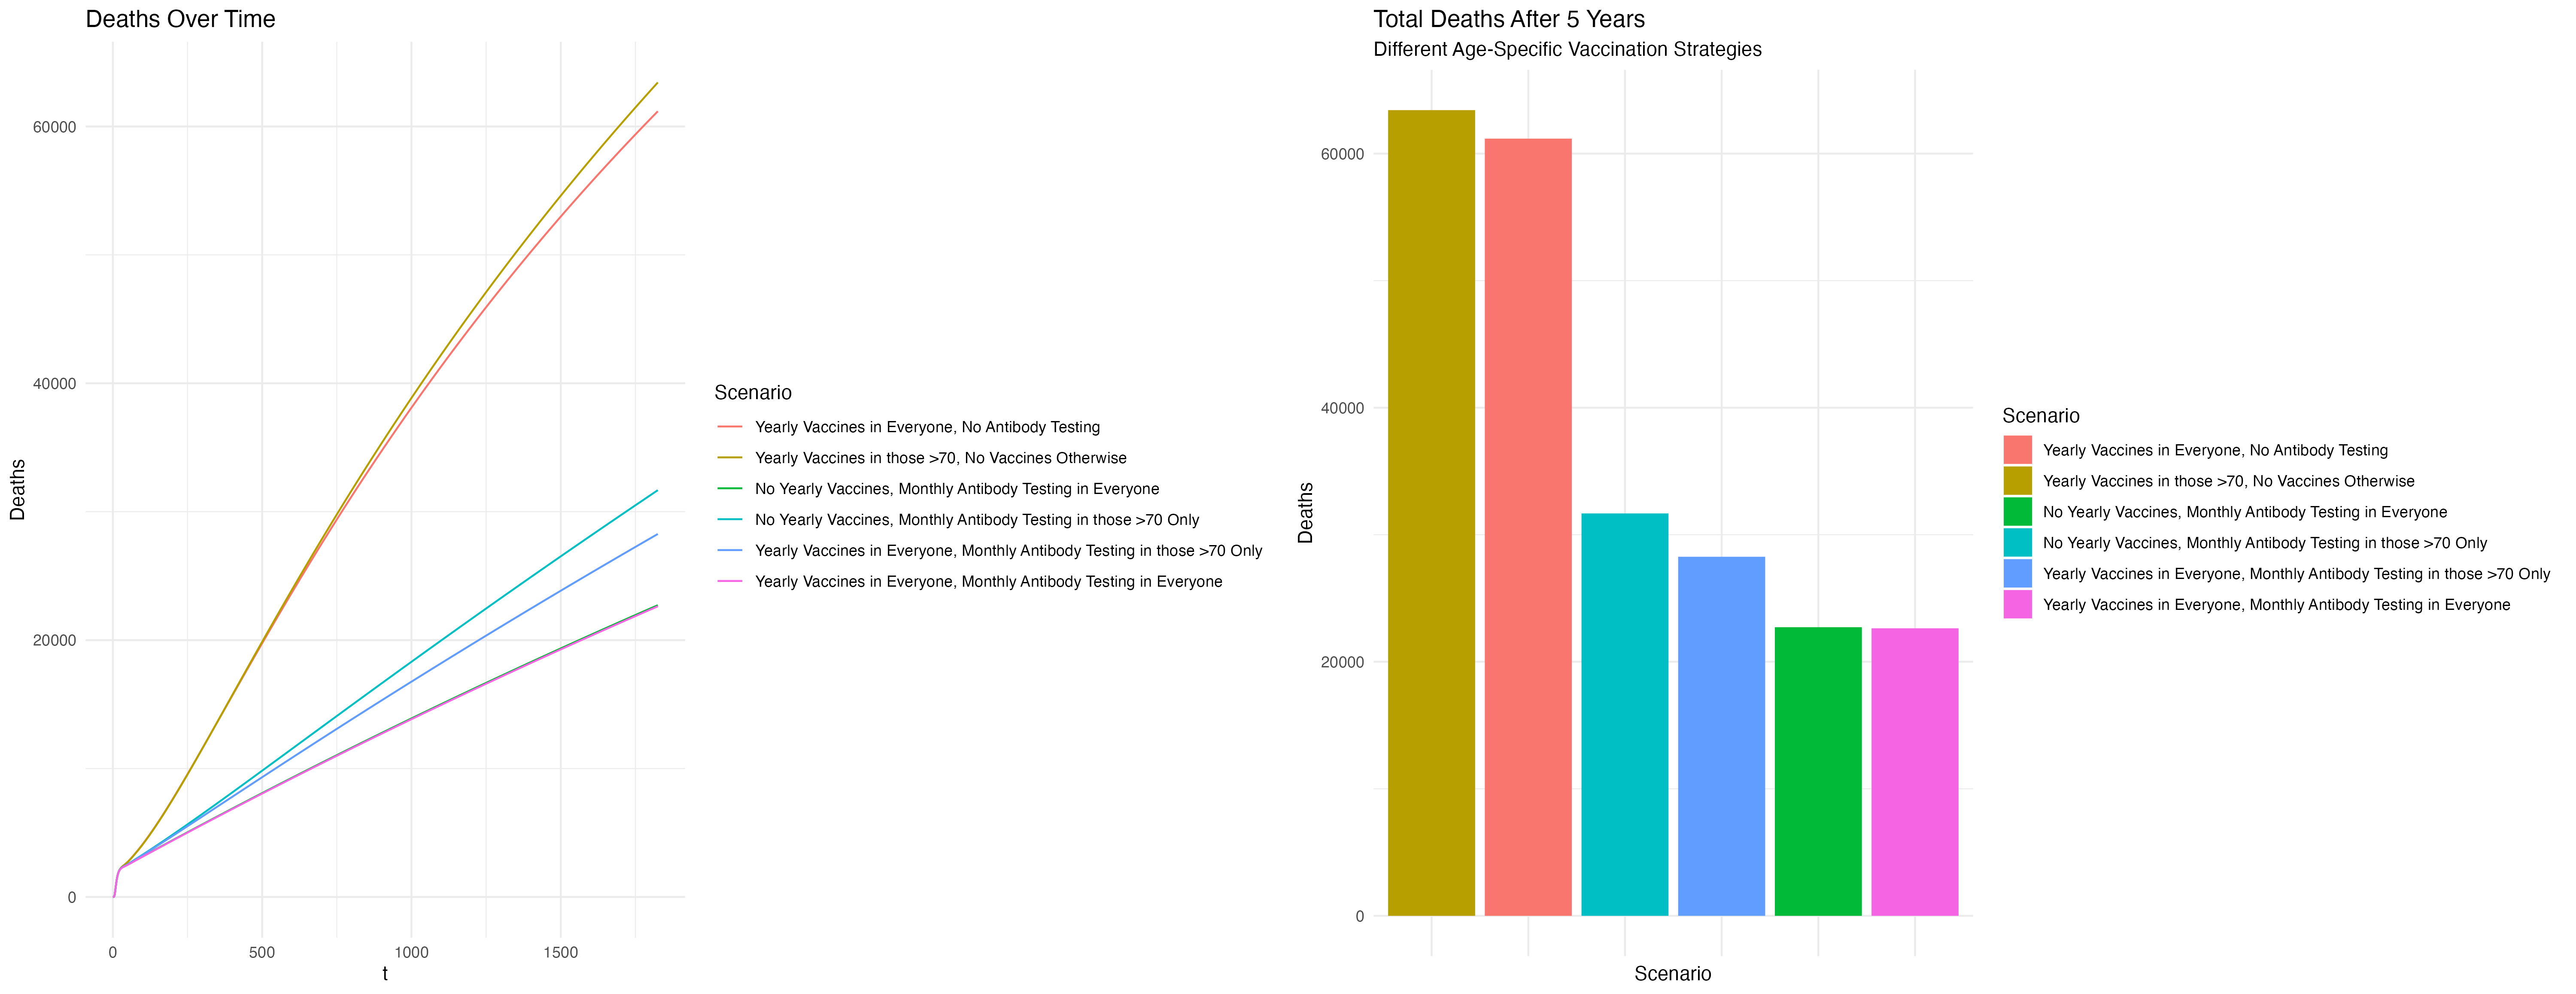 Deaths Over Time
Deaths
60000
40000
20000
0
0
500
1000
1500
t
Scenario
Yearly Vaccines in Everyone, No Antibody Testing
Yearly Vaccines in those >70, No Vaccines Otherwise
No Yearly Vaccines, Monthly Antibody Testing in Everyone
No Yearly Vaccines, Monthly Antibody Testing in those >70 Only
Yearly Vaccines in Everyone, Monthly Antibody Testing in those >70 Only
Yearly Vaccines in Everyone, Monthly Antibody Testing in Everyone
Total Deaths After 5 Years
Different Age-Specific Vaccination Strategies
Deaths
60000
40000
20000
0
Scenario
Scenario
Yearly Vaccines in Everyone, No Antibody Testing
Yearly Vaccines in those >70, No Vaccines Otherwise
No Yearly Vaccines, Monthly Antibody Testing in Everyone
No Yearly Vaccines, Monthly Antibody Testing in those >70 Only
Yearly Vaccines in Everyone, Monthly Antibody Testing in those >70 Only
Yearly Vaccines in Everyone, Monthly Antibody Testing in Everyone